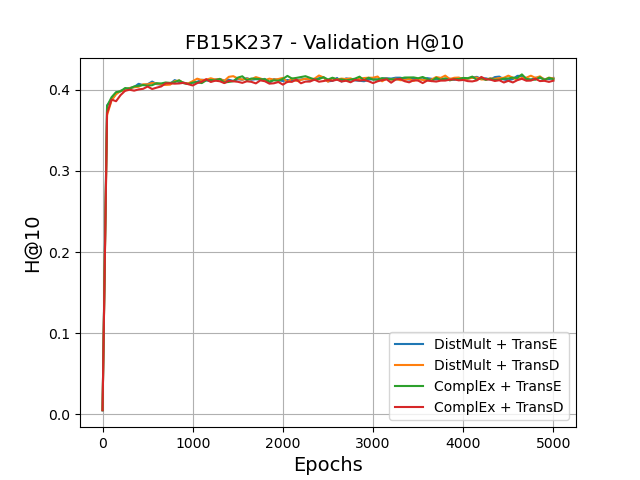 FB15K237 - Validation H@10
H@10
0.4
0.3
0.2
0.1
0.0
0
1000
2000
3000
4000
5000
Epochs
DistMult + TransE
DistMult + TransD
ComplEx + TransE
ComplEx + TransD